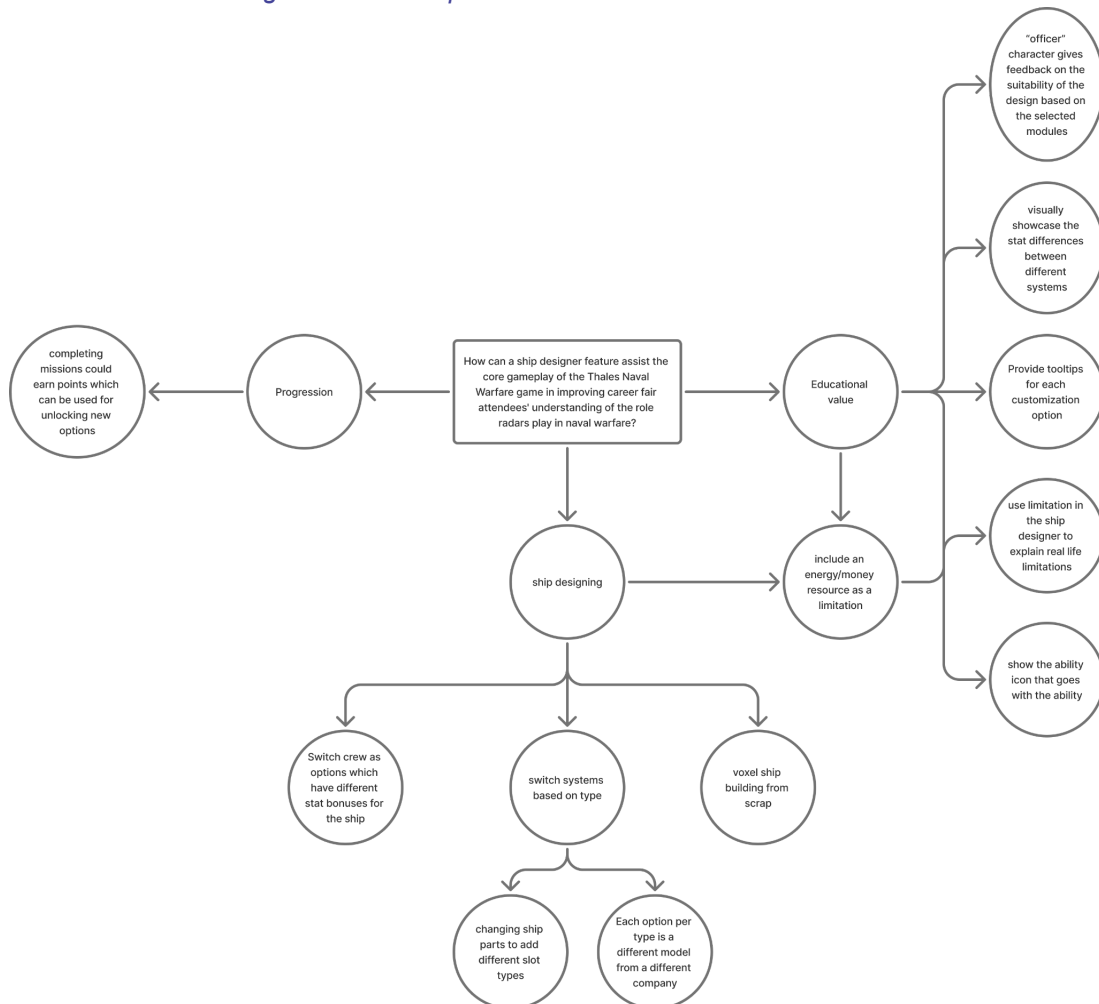 "officer"
character gives
feedback on the
suitability of the
design based on
the selected
modules
visually
showcase the
stat differences
between
different
systems
completing
missions could
earn points which
can be used for
unlocking new
options
Progression
How can a ship designer feature assist the
core gameplay of the Thales Naval
Warfare game in improving career fair
attendees' understanding of the role
radars play in naval warfare?
Educational
value
Provide tooltips
for each
customization
option
ship designing
include an
energy/money
resource as a
limitation
use limitation in
the ship
designer to
explain real life
limitations
show the ability
icon that goes
with the ability
Switch crew as
options which
have different
stat bonuses for
the ship
switch systems
based on type
voxel ship
building from
scrap
changing ship
parts to add
different slot
types
Each option per
type is a
different model
from a different
company